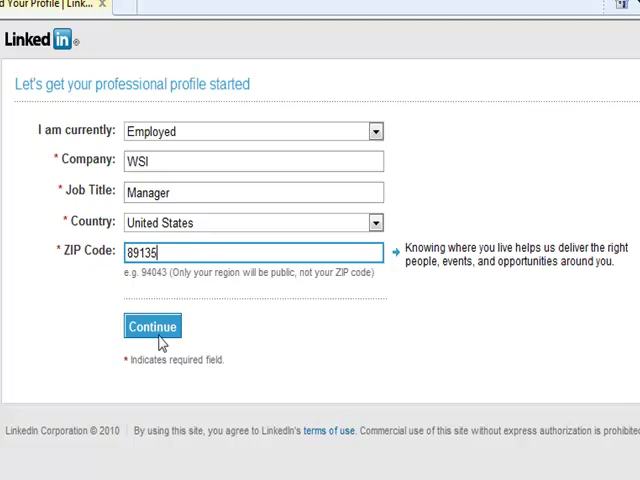 d Your Profile | Link...
Linked in
Let's get your professional profile started
I am currently: Employed
* Company: WSI
* Job Title: Manager
* Country: United States
* ZIP Code: 89135
Knowing where you live helps us deliver the right
people, events, and opportunities around you.
e.g. 94043 (Only your region will be public, not your ZIP code)
Continue
* Indicates required field.
LinkedIn Corporation © 2010 | By using this site, you agree to LinkedIn's terms of use. Commercial use of this site without express authorization is prohibite